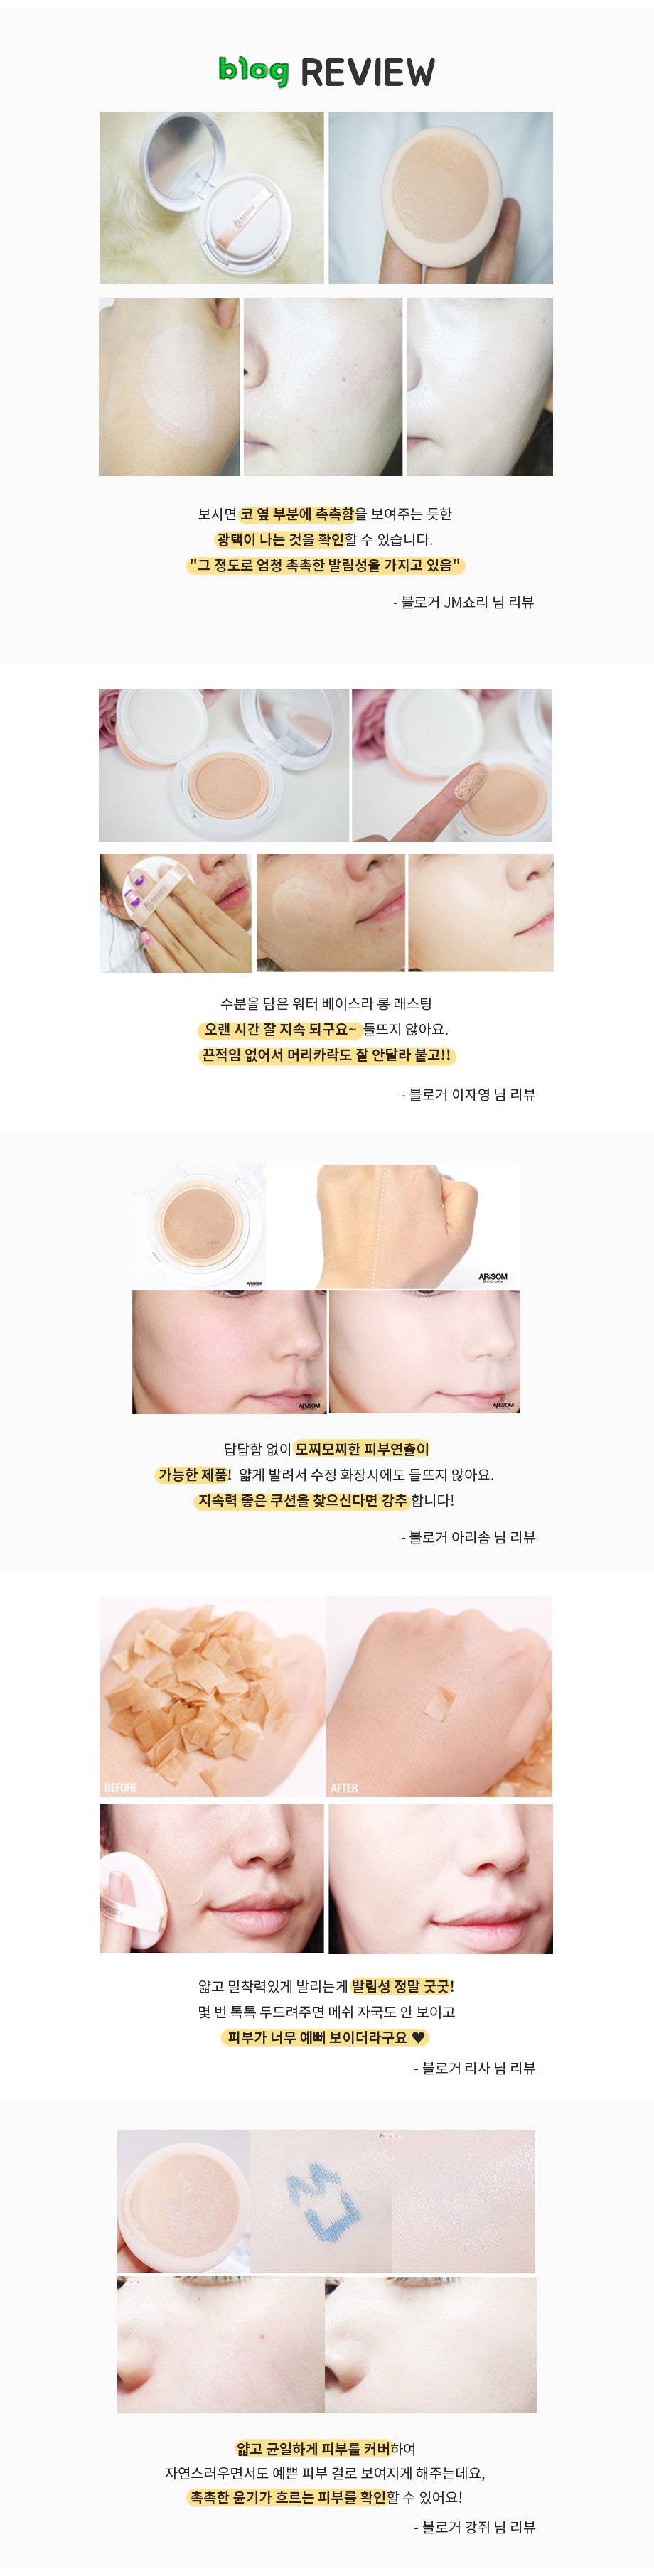 blog REVIEW
보시면 코 옆 부분에 촉촉함을 보여주는 듯한
광택이 나는 것을 확인할 수 있습니다.
"그 정도로 엄청 촉촉한 발림성을 가지고 있음"
- 블로거 JM쇼리 님 리뷰
수분을 담은 워터 베이스라 롱 래스팅
오랜 시간 잘 지속 되구요~ 들뜨지 않아요.
끈적임 없어서 머리카락도 잘 안달라 붙고!!
- 블로거 이자영 님 리뷰
ARISOM
ARISOM
beauty
ARISOM
ARISOM
답답함 없이 모찌모찌한 피부연출이
가능한 제품! 얇게 발려서 수정 화장시에도 들뜨지 않아요.
지속력 좋은 쿠션을 찾으신다면 강추 합니다!
- 블로거 아리솜 님 리뷰
BEFORE
AFTER
얇고 밀착력있게 발리는게 발림성 정말 굿굿!
몇 번 톡톡 두드려주면 메쉬 자국도 안 보이고
피부가 너무 예뻐 보이더라구요 ♥
- 블로거 리사 님 리뷰
얇고 균일하게 피부를 커버하여
자연스러우면서도 예쁜 피부 결로 보여지게 해주는데요,
촉촉한 윤기가 흐르는 피부를 확인할 수 있어요!
- 블로거 강쥐 님 리뷰